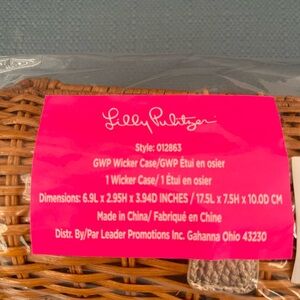 Lilly Pulitzer
Style: 012863
GWP Wicker Case/GWP Étui en osier
1 Wicker Case/ 1 Étui en osier
Dimensions: 6.9L x 2.95H x 3.94D INCHES / 17.5L x 7.5H x 10.0D CM
Made in China/ Fabriqué en Chine
Distr. By/Par Leader Promotions Inc. Gahanna Ohio 43230